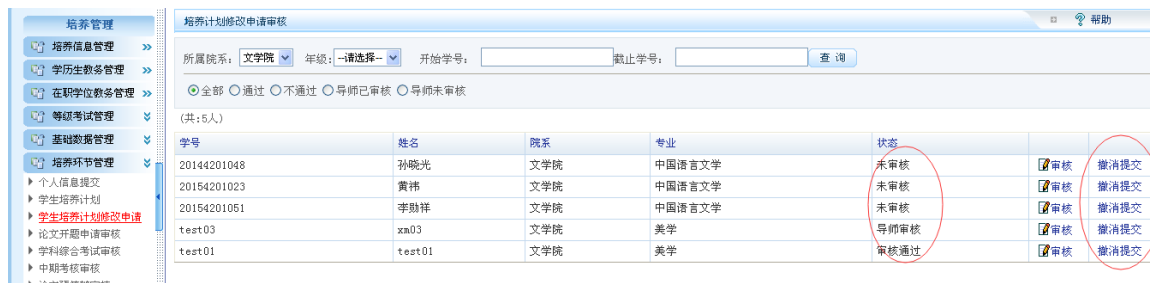 培养管理
培养信息管理
学历生教务管理
在职学位教务管理
等级考试管理
基础数据管理
培养环节管理
个人信息提交
学生培养计划
学生培养计划修改申请
论文开题申请审核
学科综合考试审核
中期考核审核
培养计划修改申请审核 帮助
所属院系: 文学院 年级: --请选择-- 开始学号: 截止学号: 查 询
全部 通过 不通过 导师已审核 导师未审核
(共:5人)
学号 姓名 院系 专业 状态
20144201048 孙晓光 文学院 中国语言文学 未审核 审核 撤消提交
20154201023 黄祎 文学院 中国语言文学 未审核 审核 撤消提交
20154201051 李勋祥 文学院 中国语言文学 未审核 审核 撤消提交
test03 xm03 文学院 美学 导师审核 审核 撤消提交
test01 test01 文学院 美学 审核通过 审核 撤消提交